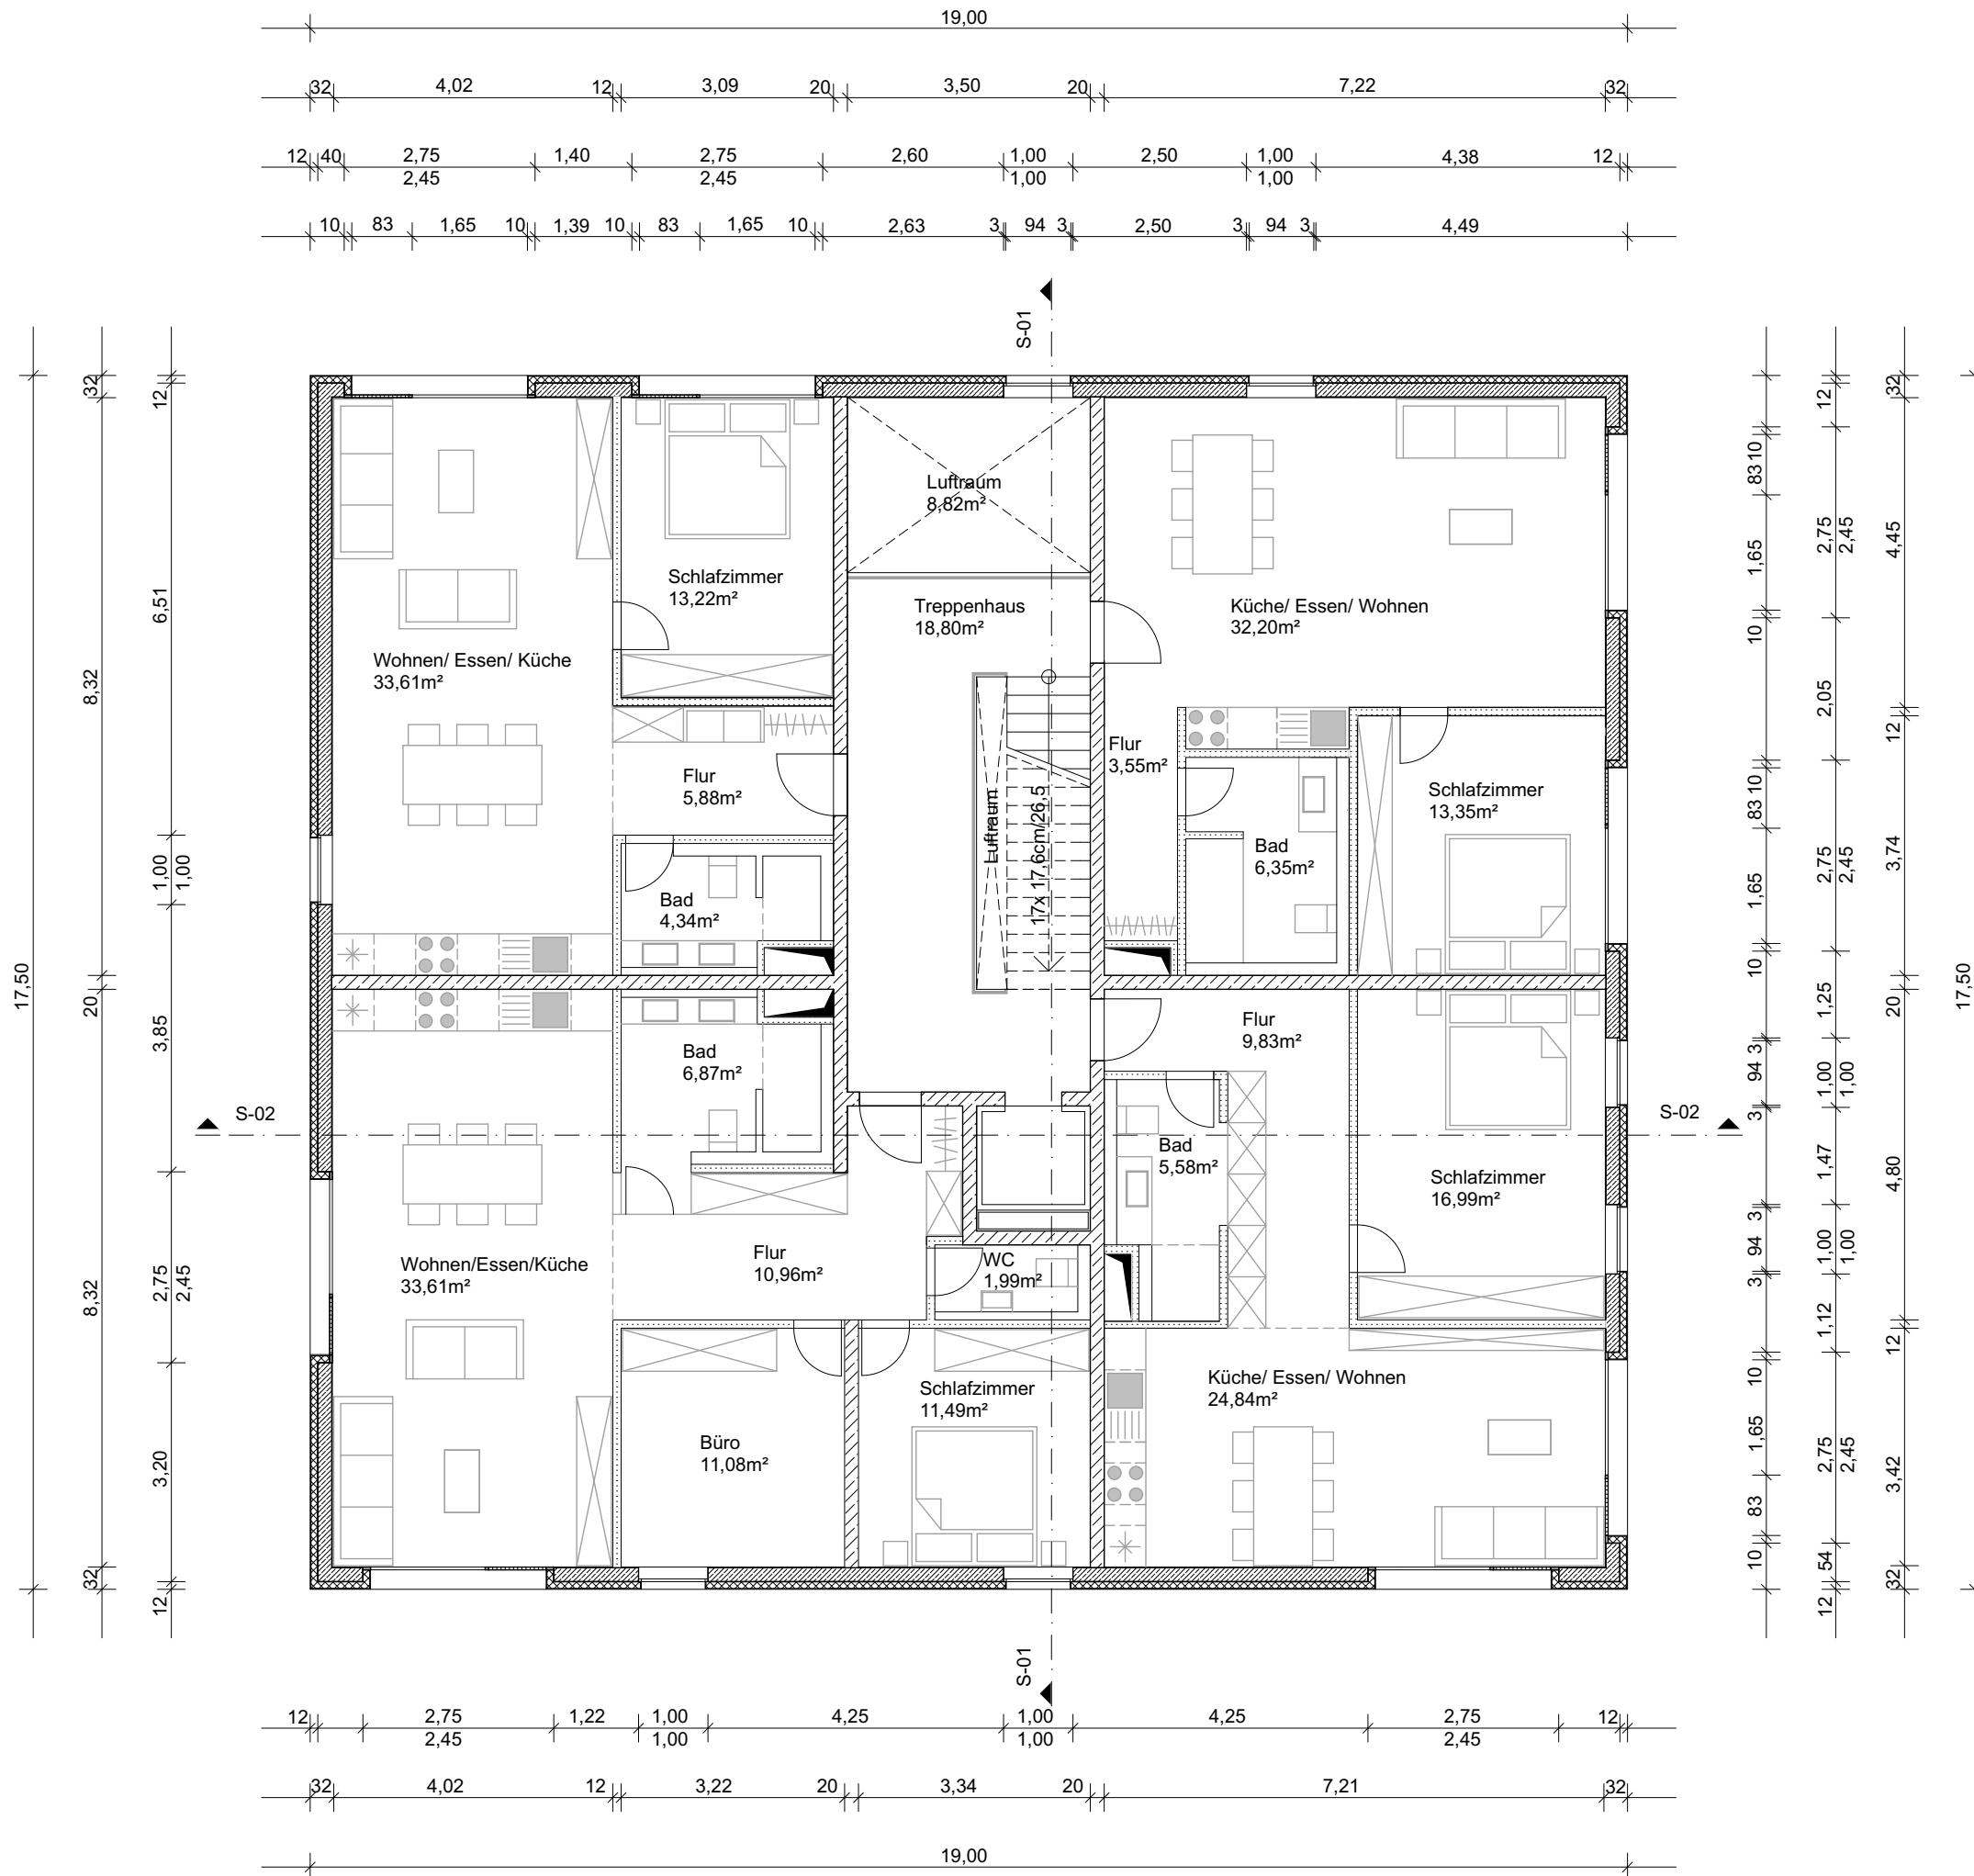 19,00
32 4,02 12 3,09 20 3,50 20 7,22 32
12 40 2,75 1,40 2,75 2,60 1,00 2,50 1,00 4,38 12
2,45 2,45 1,00 1,00
10 83 1,65 10 1,39 10 83 1,65 10 2,63 3 94 3 2,50 3 94 3 4,49
S-01
17,50
32 8,32 20 8,32 32
12 6,51 1,00 3,85 2,75 3,20 12
1,00 2,45
Luftraum
8,82m²
Schlafzimmer
13,22m²
Treppenhaus
18,80m²
Küche/ Essen/ Wohnen
32,20m²
Wohnen/ Essen/ Küche
33,61m²
Flur
3,55m²
Flur
5,88m²
Schlafzimmer
13,35m²
Luftraum
17x 17,6cm/26,5
Bad
6,35m²
Bad
4,34m²
Flur
9,83m²
Bad
6,87m²
S-02
S-02
Bad
5,58m²
Schlafzimmer
16,99m²
Wohnen/Essen/Küche
33,61m²
Flur
10,96m²
WC
1,99m²
Küche/ Essen/ Wohnen
24,84m²
Schlafzimmer
11,49m²
Büro
11,08m²
83 10 1,65 10 83 10 1,65 10 3 94 3 3 94 3 10 1,65 83 10
12 2,75 2,05 2,75 1,25 1,00 1,47 1,00 1,12 2,75 54 12
2,45 2,45 1,00 1,00 2,45
32 4,45 12 3,74 20 4,80 12 3,42 32
17,50
S-01
12 2,75 1,22 1,00 4,25 1,00 4,25 2,75 12
2,45 1,00 1,00 2,45
32 4,02 12 3,22 20 3,34 20 7,21 32
19,00